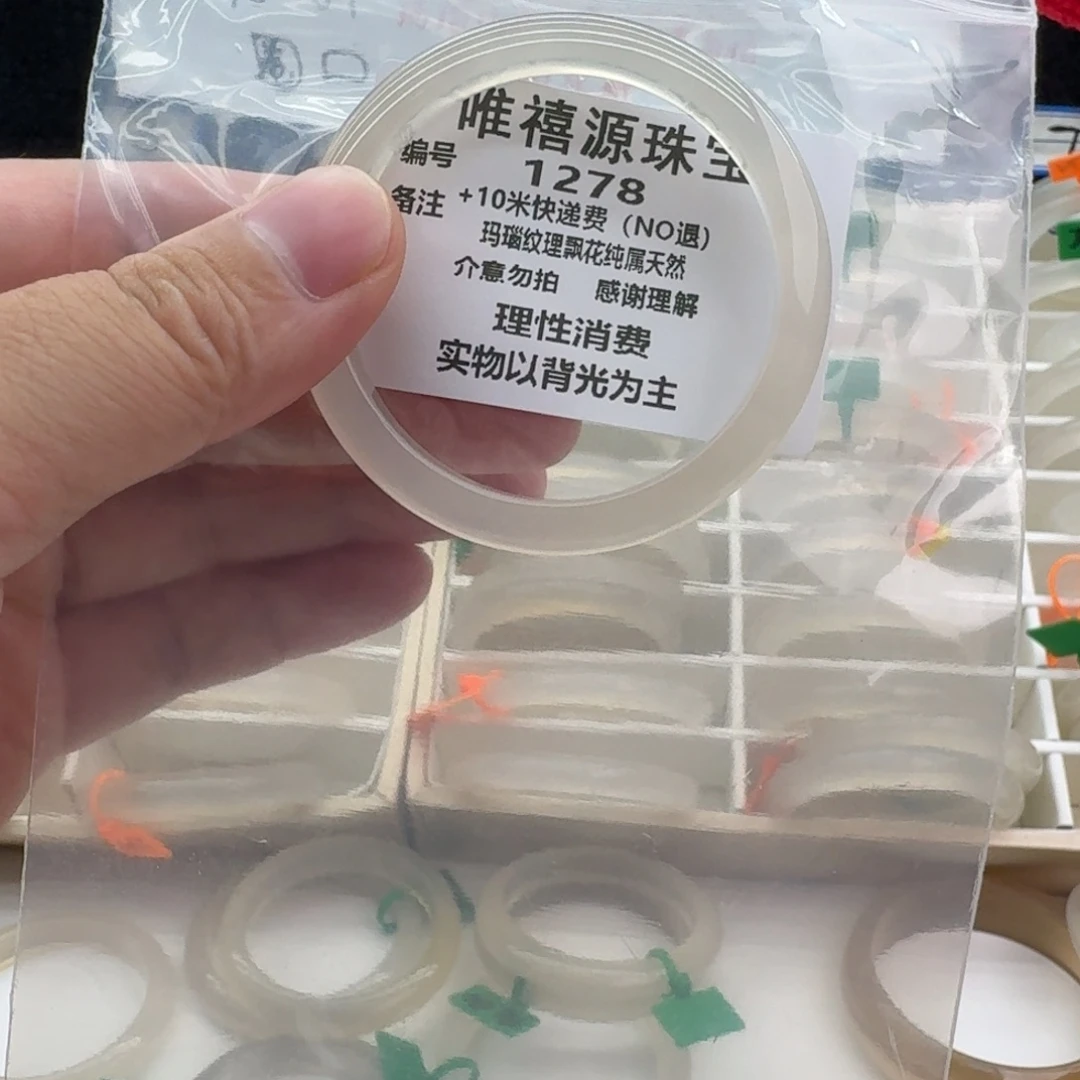 周口
唯禧源珠宝
编号 1278
备注 +10米快递费（NO退）
玛瑙纹理飘花纯属天然
介意勿拍 感谢理解
理性消费
实物以背光为主